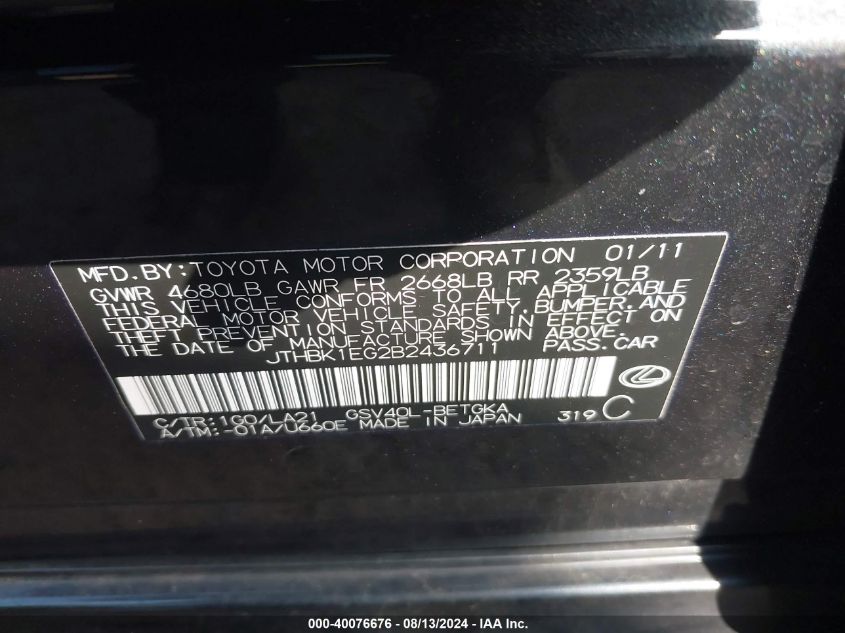 MFD.BY:TOYOTA MOTOR CORPORATION 01/11
GVWR 4680LB GAWR FR 2668LB RR 2359LB
THIS VEHICLE CONFORMS TO ALL APPLICABLE
FEDERAL MOTOR VEHICLE SAFETY,BUMPER,AND
THEFT PREVENTION STANDARDS IN EFFECT ON
THE DATE OF MANUFACTURE SHOWN ABOVE.
JTHBK1EG2B2436711 PASS.CAR
C/TR:1G0/LA21 GSV40L-BETGKA
A/TM:-01A/U660E MADE IN JAPAN 319 C
000-40076676 - 08/13/2024 - IAA Inc.